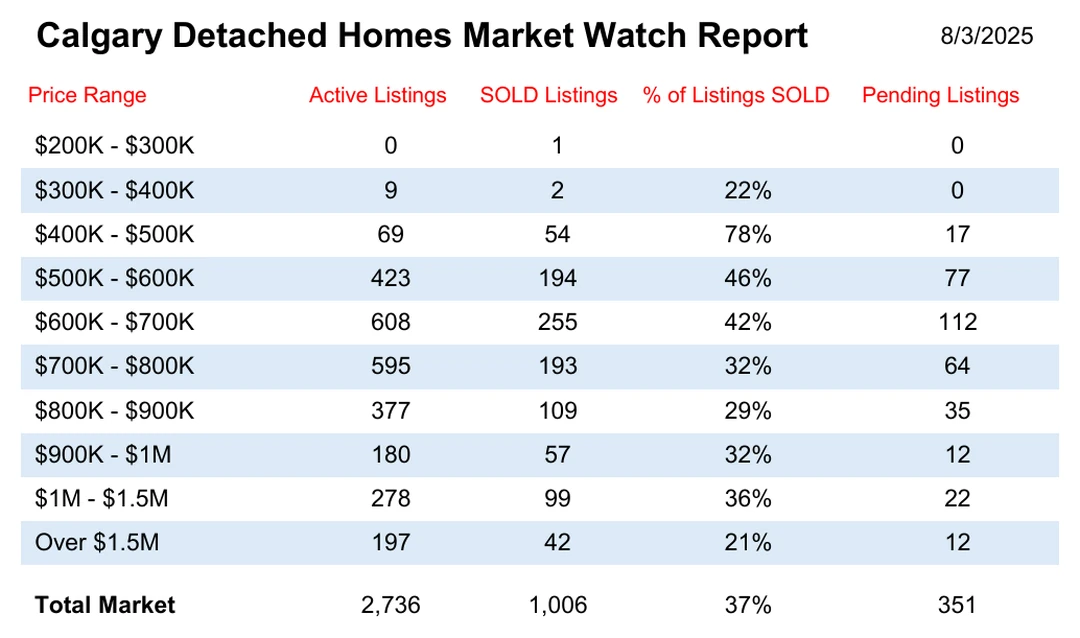 Calgary Detached Homes Market Watch Report 8/3/2025
Price Range Active Listings SOLD Listings % of Listings SOLD Pending Listings
$200K - $300K 0 1 0
$300K - $400K 9 2 22% 0
$400K - $500K 69 54 78% 17
$500K - $600K 423 194 46% 77
$600K - $700K 608 255 42% 112
$700K - $800K 595 193 32% 64
$800K - $900K 377 109 29% 35
$900K - $1M 180 57 32% 12
$1M - $1.5M 278 99 36% 22
Over $1.5M 197 42 21% 12
Total Market 2,736 1,006 37% 351